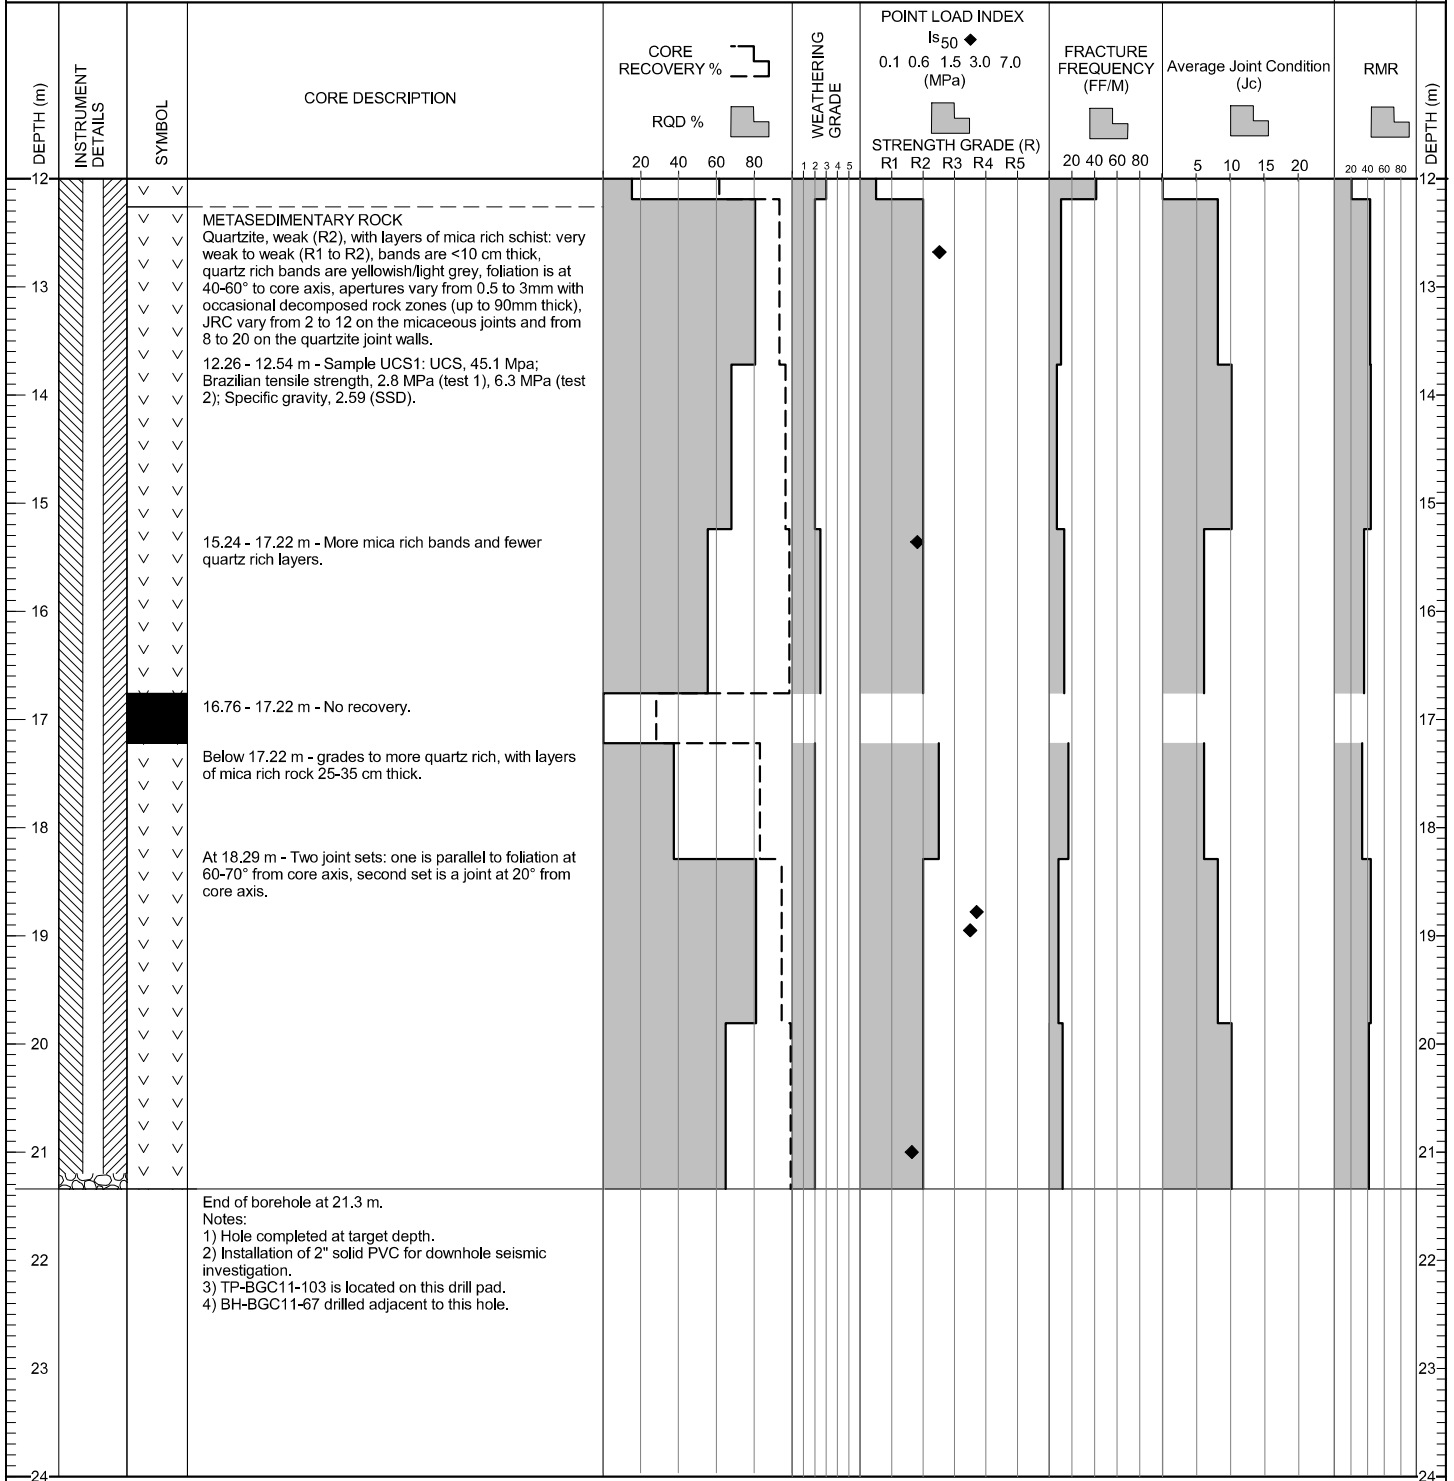 DEPTH (m)
INSTRUMENT
DETAILS
SYMBOL
CORE DESCRIPTION
CORE
RECOVERY %
RQD %
20 40 60 80
WEATHERING
GRADE
1 2 3 4 5
POINT LOAD INDEX
Is50
0.1 0.6 1.5 3.0 7.0
(MPa)
STRENGTH GRADE (R)
R1 R2 R3 R4 R5
FRACTURE
FREQUENCY
(FF/M)
20 40 60 80
Average Joint Condition
(Jc)
5 10 15 20
RMR
20 40 60 80
DEPTH (m)
12
12
METASEDIMENTARY ROCK
Quartzite, weak (R2), with layers of mica rich schist: very
weak to weak (R1 to R2), bands are <10 cm thick,
quartz rich bands are yellowish/light grey, foliation is at
40-60° to core axis, apertures vary from 0.5 to 3mm with
occasional decomposed rock zones (up to 90mm thick),
JRC vary from 2 to 12 on the micaceous joints and from
8 to 20 on the quartzite joint walls.
13
13
12.26 - 12.54 m - Sample UCS1: UCS, 45.1 Mpa;
Brazilian tensile strength, 2.8 MPa (test 1), 6.3 MPa (test
2); Specific gravity, 2.59 (SSD).
14
14
15
15
15.24 - 17.22 m - More mica rich bands and fewer
quartz rich layers.
16
16
16.76 - 17.22 m - No recovery.
17
17
Below 17.22 m - grades to more quartz rich, with layers
of mica rich rock 25-35 cm thick.
18
18
At 18.29 m - Two joint sets: one is parallel to foliation at
60-70° from core axis, second set is a joint at 20° from
core axis.
19
19
20
20
21
21
End of borehole at 21.3 m.
Notes:
1) Hole completed at target depth.
2) Installation of 2" solid PVC for downhole seismic
investigation.
3) TP-BGC11-103 is located on this drill pad.
4) BH-BGC11-67 drilled adjacent to this hole.
22
22
23
23
24
24